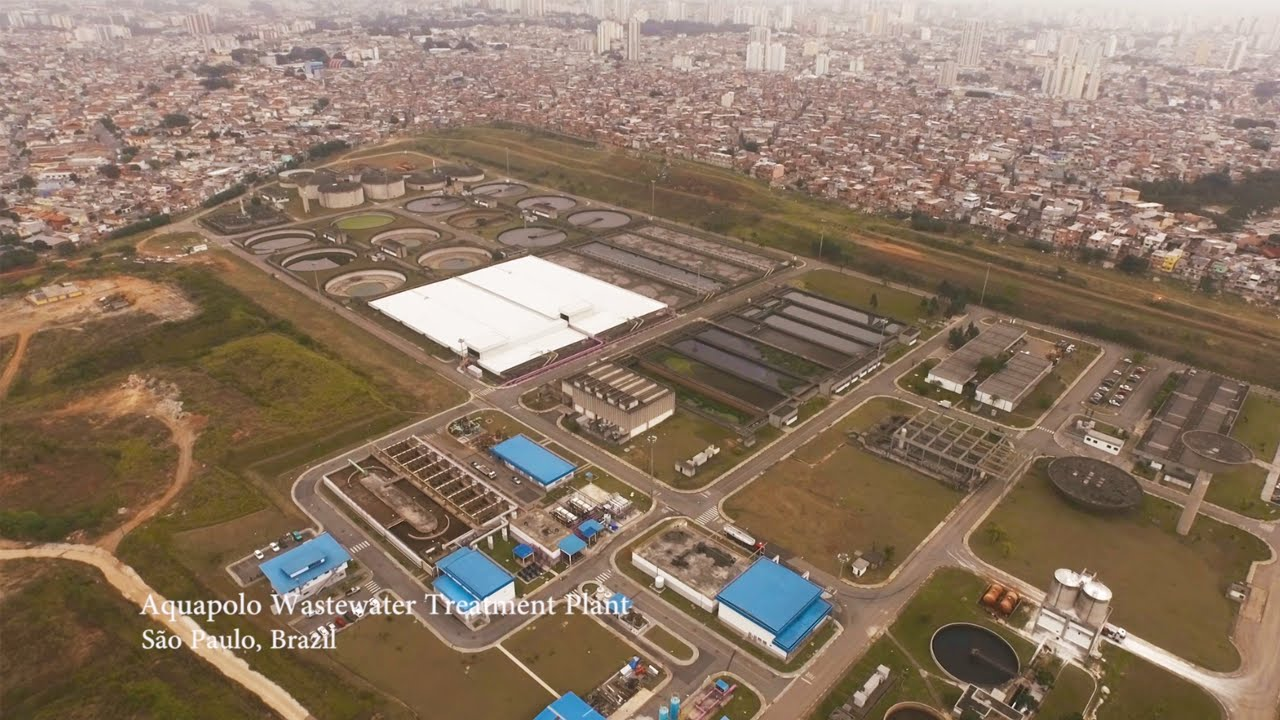 Aquapolo Wastewater Treatment Plant
São Paulo, Brazil